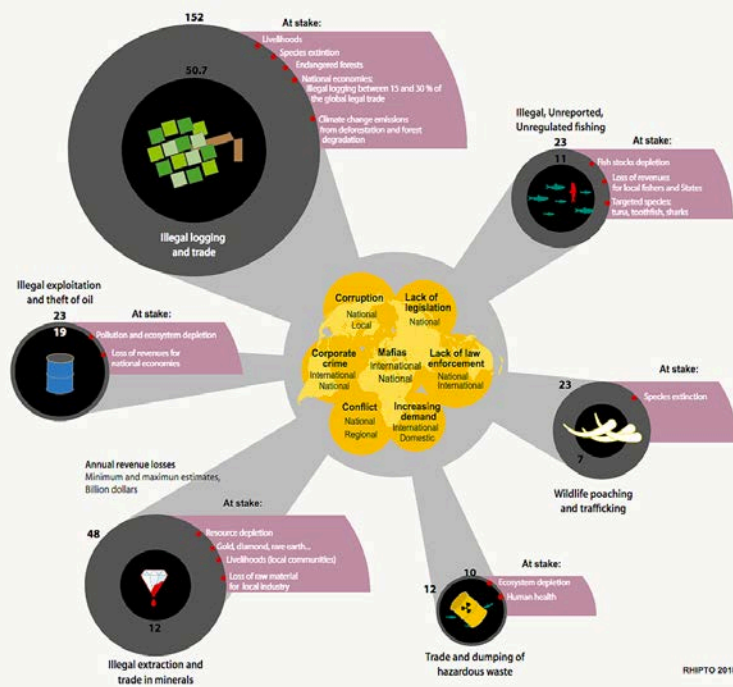 152
At stake:
Livelihoods
Species extintion
Endangered forests
National economies:
Illegal logging between 15 and 30 % of
the global legal trade
Climate change emissions
from deforestation and forest
degradation
50.7
Illegal logging
and trade
Illegal, Unreported,
Unregulated fishing
23
11
At stake:
Fish stocks depletion
Loss of revenues
for local fishers and States
Targeted species:
tuna, toothfish, sharks
Illegal exploitation
and theft of oil
23
19
At stake:
Pollution and ecosystem depletion
Loss of revenues for
national economies
Corruption
National
Local
Lack of
legislation
National
Corporate
crime
International
National
Mafias
International
National
Lack of law
enforcement
National
International
Conflict
National
Regional
Increasing
demand
International
Domestic
23
7
At stake:
Species extinction
Wildlife poaching
and trafficking
Annual revenue losses
Minimum and maximun estimates,
Billion dollars
48
12
At stake:
Resource depletion
Gold, diamond, rare earth...
Livelihoods (local communities)
Loss of raw material
for local industry
Illegal extraction and
trade in minerals
12
10
At stake:
Ecosystem depletion
Human health
Trade and dumping of
hazardous waste